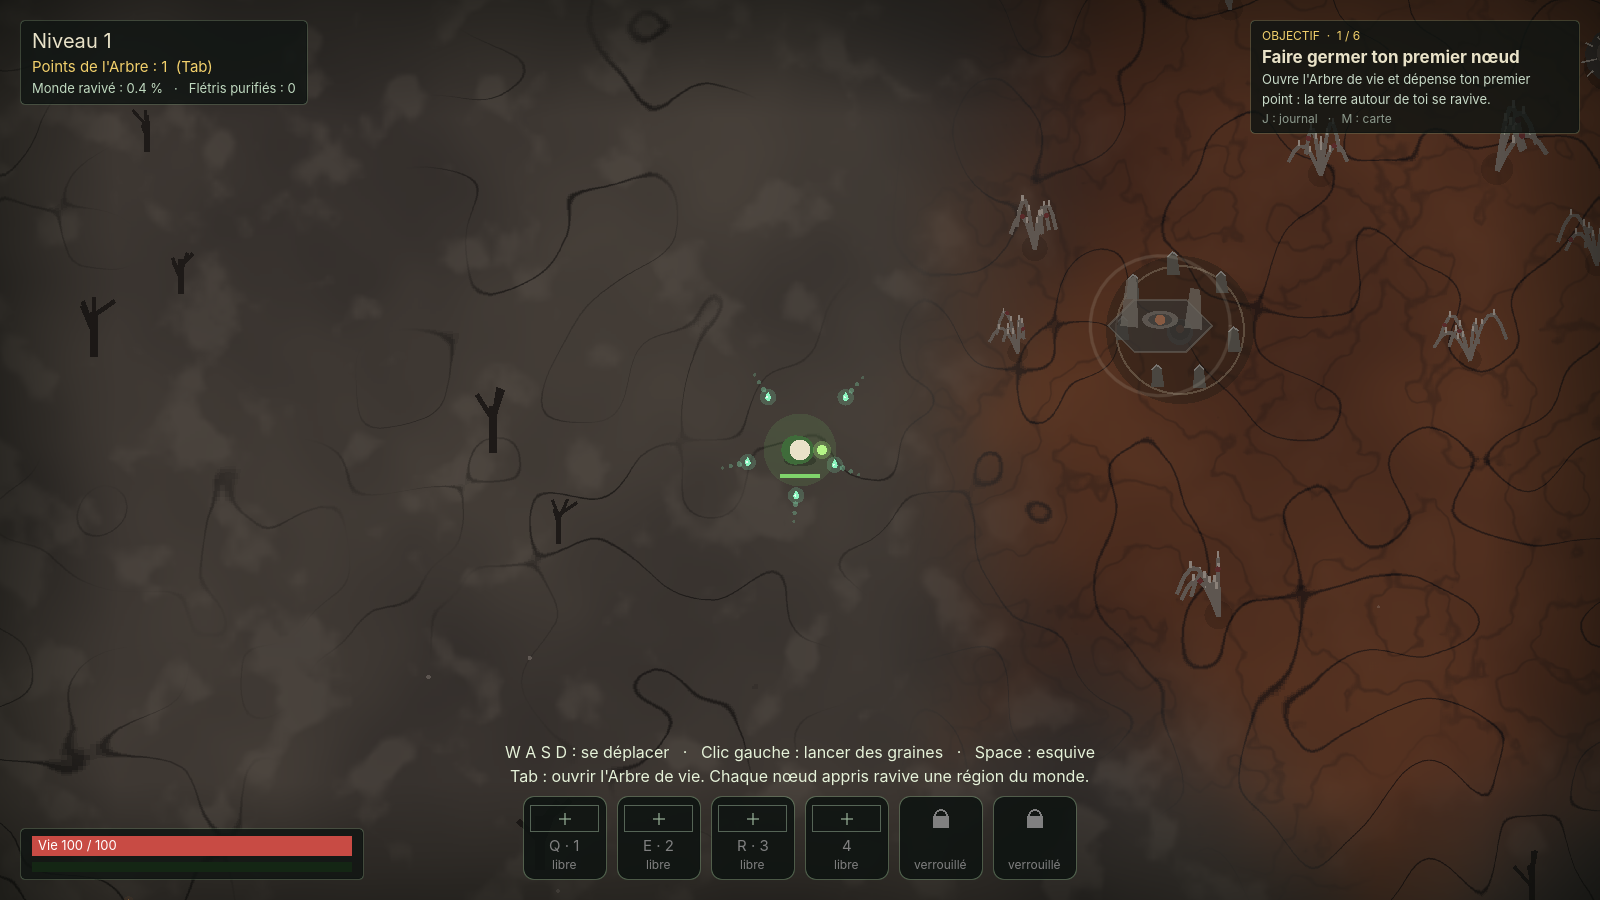 Niveau 1
Points de l'Arbre : 1 (Tab)
Monde ravivé : 0.4 % · Flétris purifiés : 0
OBJECTIF · 1 / 6
Faire germer ton premier nœud
Ouvre l'Arbre de vie et dépense ton premier
point : la terre autour de toi se ravive.
J : journal · M : carte
W A S D : se déplacer · Clic gauche : lancer des graines · Space : esquive
Tab : ouvrir l'Arbre de vie. Chaque nœud appris ravive une région du monde.
Vie 100 / 100
Q · 1
libre
E · 2
libre
R · 3
libre
4
libre
verrouillé
verrouillé